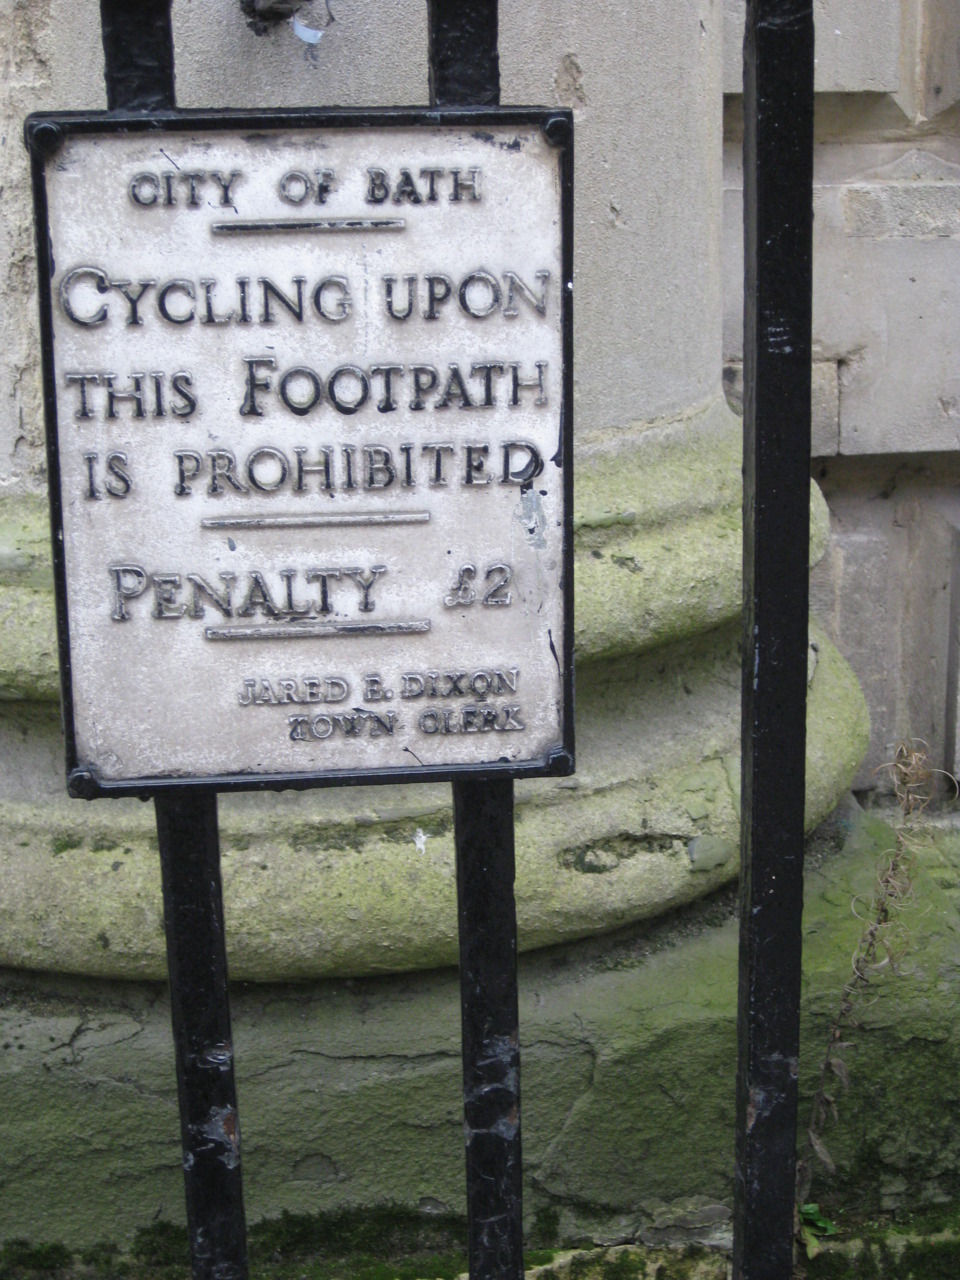 CITY OF BATH
CYCLING UPON
THIS FOOTPATH
IS PROHIBITED
PENALTY £2
JARED E. DIXON
TOWN CLERK